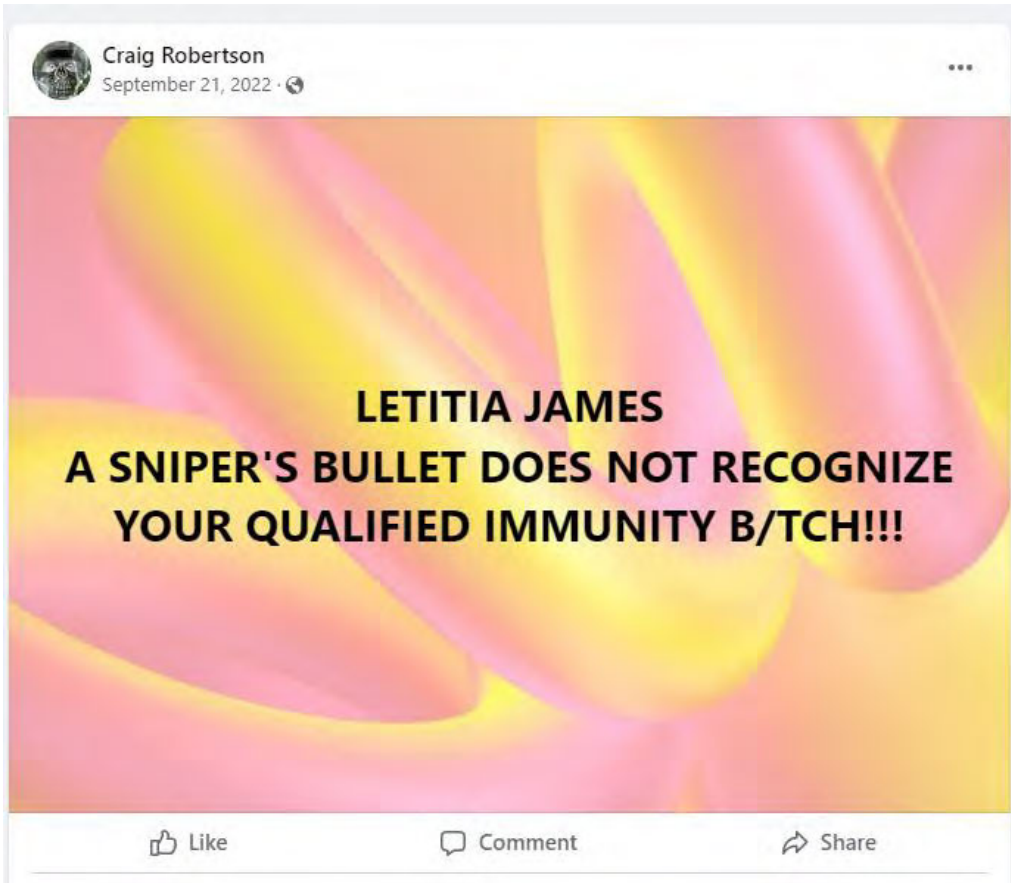 Craig Robertson
September 21, 2022 ·
LETITIA JAMES
A SNIPER'S BULLET DOES NOT RECOGNIZE
YOUR QUALIFIED IMMUNITY B/TCH!!!
Like Comment Share